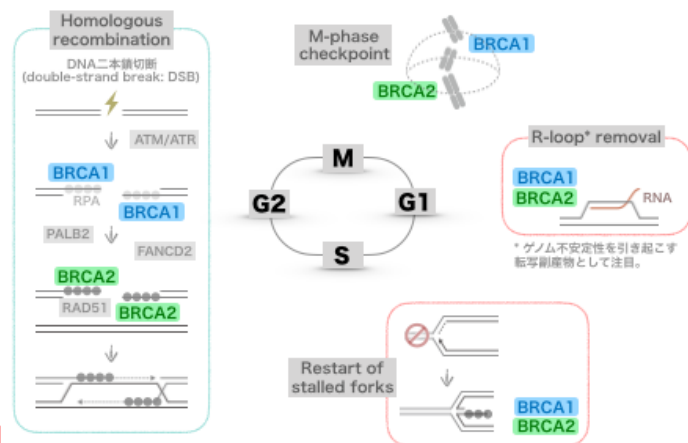 Homologous
recombination
DNA二本鎖切断
(double-strand break: DSB)
ATM/ATR
BRCA1
RPA
BRCA1
PALB2
FANCD2
BRCA2
RAD51
BRCA2
M-phase
checkpoint
BRCA1
BRCA2
M
G2
G1
S
R-loop* removal
BRCA1
BRCA2
RNA
* ゲノム不安定性を引き起こす
転写副産物として注目。
Restart of
stalled forks
BRCA1
BRCA2